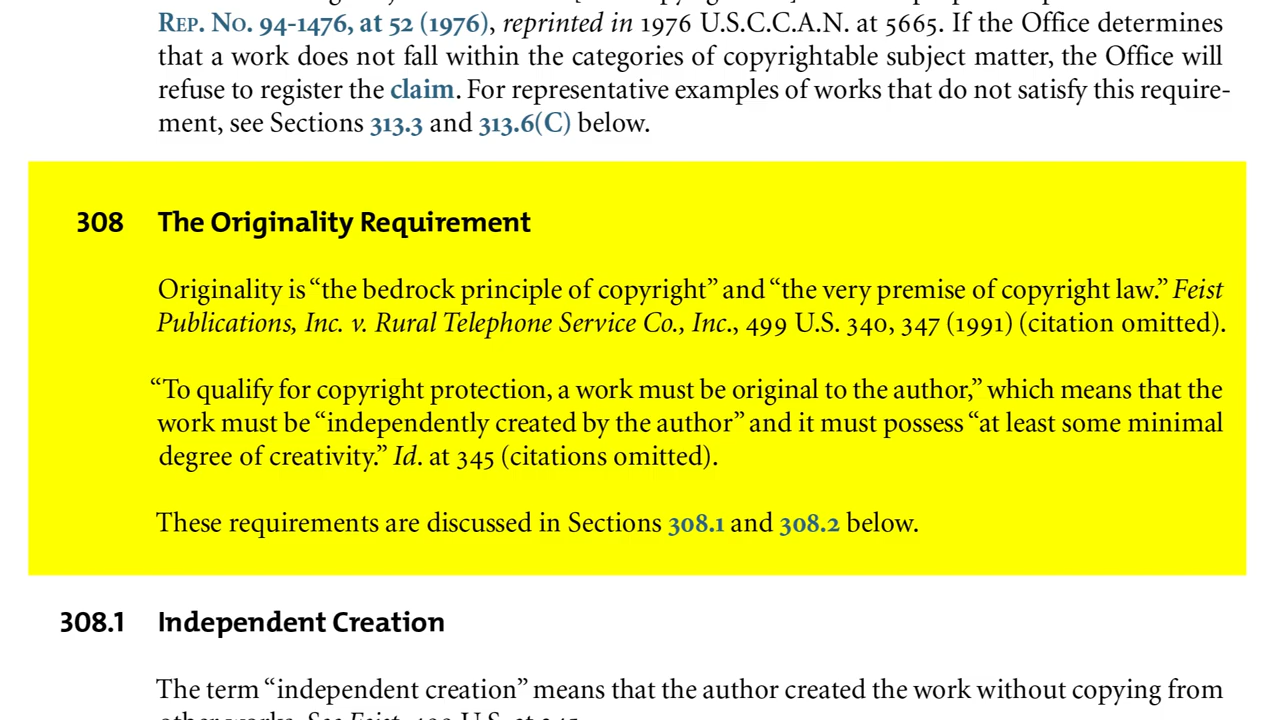 REP. NO. 94-1476, at 52 (1976), reprinted in 1976 U.S.C.C.A.N. at 5665. If the Office determines
that a work does not fall within the categories of copyrightable subject matter, the Office will
refuse to register the claim. For representative examples of works that do not satisfy this require-
ment, see Sections 313.3 and 313.6(C) below.
308 The Originality Requirement
Originality is “the bedrock principle of copyright” and “the very premise of copyright law.” Feist
Publications, Inc. v. Rural Telephone Service Co., Inc., 499 U.S. 340, 347 (1991) (citation omitted).
“To qualify for copyright protection, a work must be original to the author,” which means that the
work must be “independently created by the author” and it must possess “at least some minimal
degree of creativity.” Id. at 345 (citations omitted).
These requirements are discussed in Sections 308.1 and 308.2 below.
308.1 Independent Creation
The term “independent creation” means that the author created the work without copying from